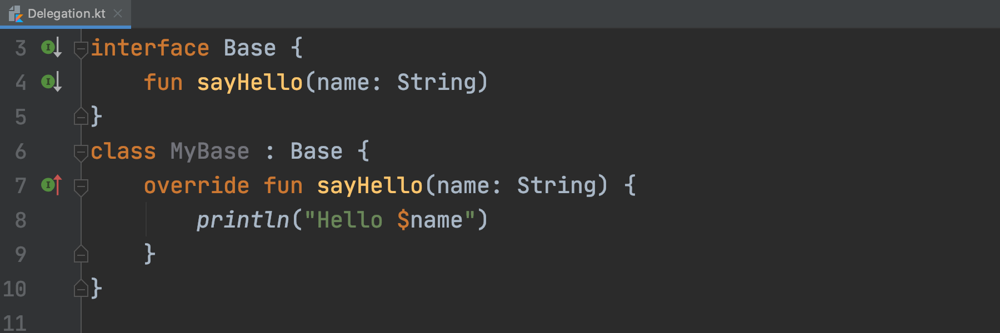 Delegation.kt
3 interface Base {
4     fun sayHello(name: String)
5 }
6 class MyBase : Base {
7     override fun sayHello(name: String) {
8         println("Hello $name")
9     }
10 }
11